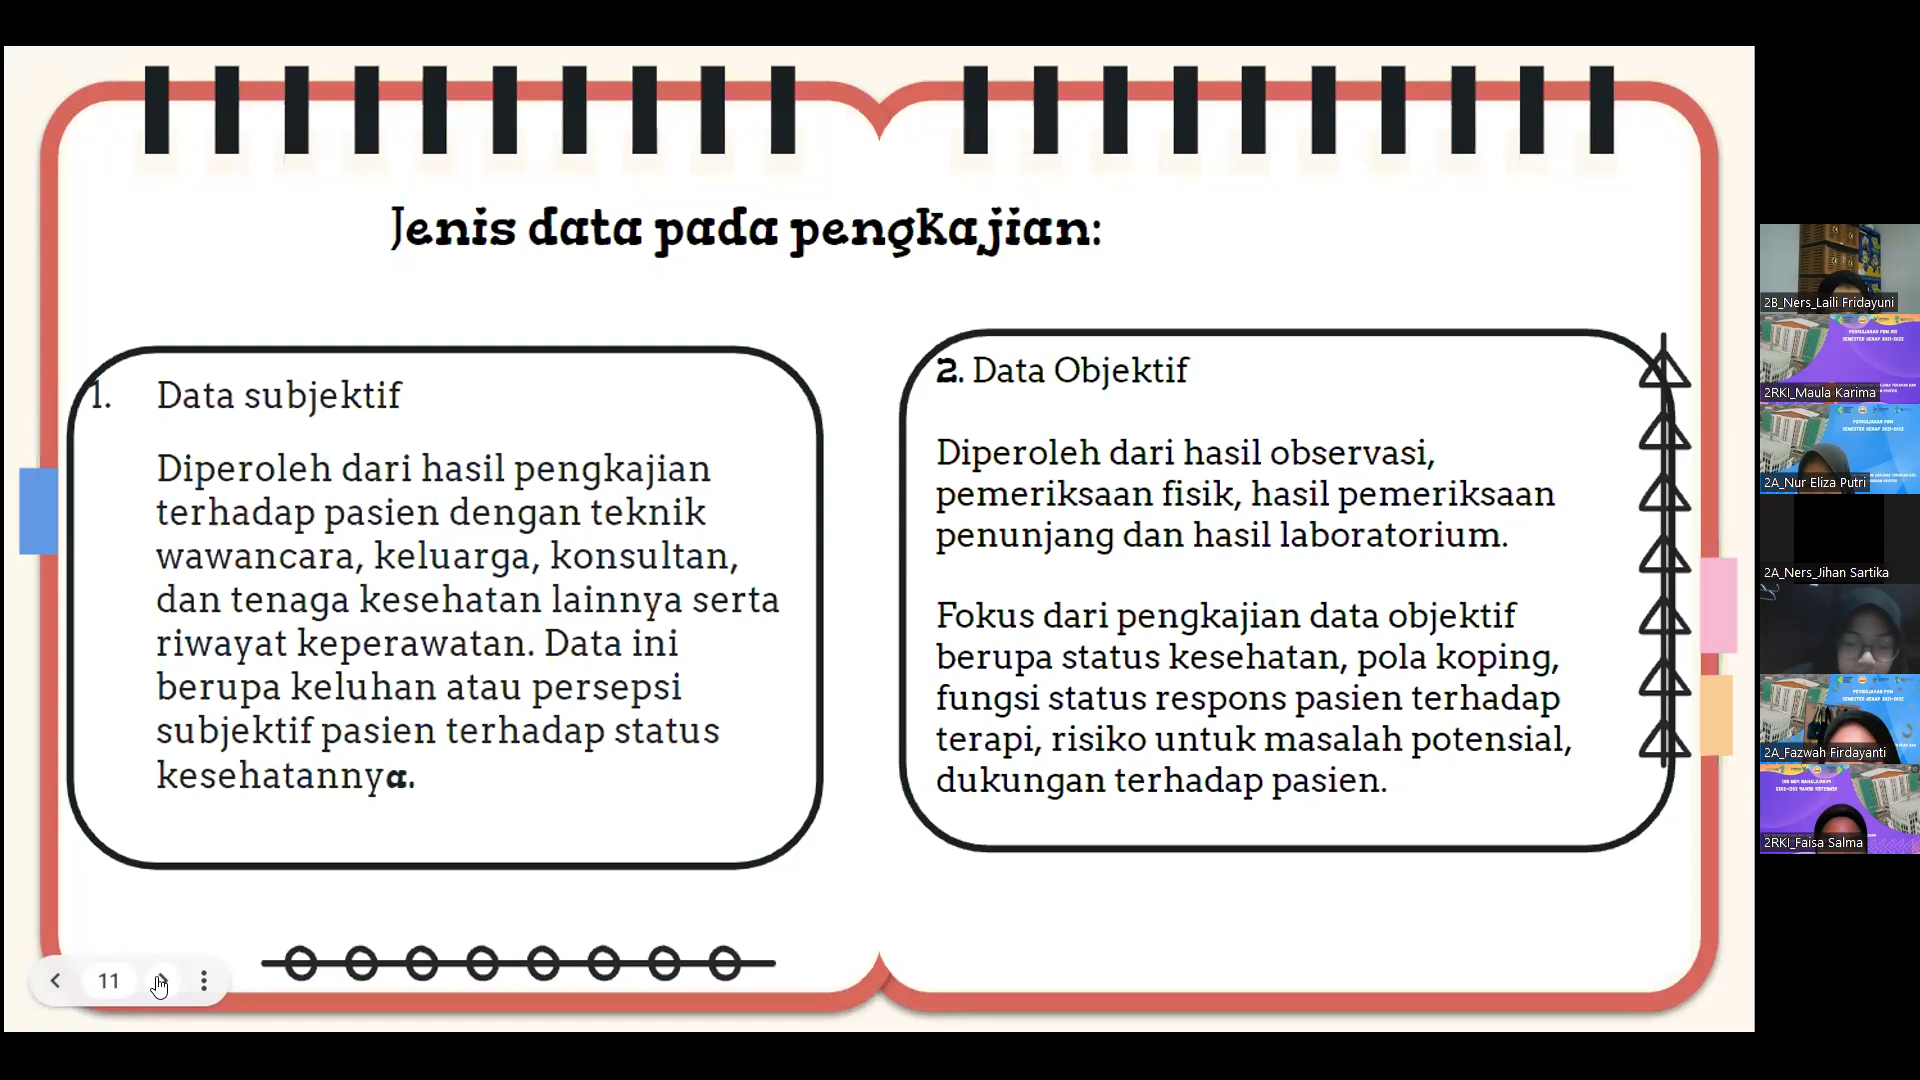 Jenis data pada pengkajian:
1. Data subjektif
Diperoleh dari hasil pengkajian
terhadap pasien dengan teknik
wawancara, keluarga, konsultan,
dan tenaga kesehatan lainnya serta
riwayat keperawatan. Data ini
berupa keluhan atau persepsi
subjektif pasien terhadap status
kesehatannya.
2. Data Objektif
Diperoleh dari hasil observasi,
pemeriksaan fisik, hasil pemeriksaan
penunjang dan hasil laboratorium.
Fokus dari pengkajian data objektif
berupa status kesehatan, pola koping,
fungsi status respons pasien terhadap
terapi, risiko untuk masalah potensial,
dukungan terhadap pasien.
11
2B_Ners_Laili Fridayuni
2RKI_Maula Karima
2A_Nur Eliza Putri
2A_Ners_Jihan Sartika
2A_Fazwah Firdayanti
2RKI_Faisa Salma